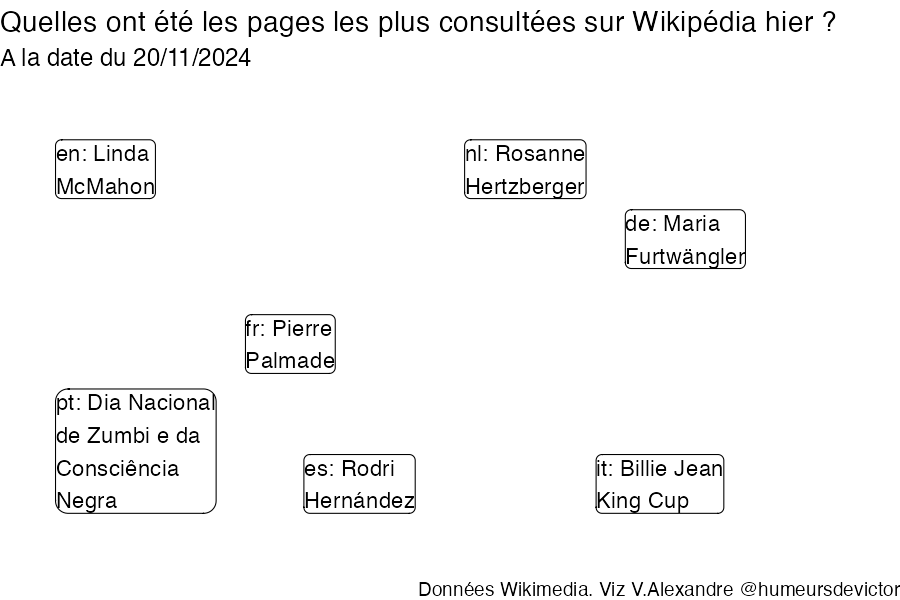 Quelles ont été les pages les plus consultées sur Wikipédia hier ?
A la date du 20/11/2024
en: Linda
McMahon
nl: Rosanne
Hertzberger
de: Maria
Furtwängler
fr: Pierre
Palmade
pt: Dia Nacional
de Zumbi e da
Consciência
Negra
es: Rodri
Hernández
it: Billie Jean
King Cup
Données Wikimedia. Viz V.Alexandre @humeursdevictor